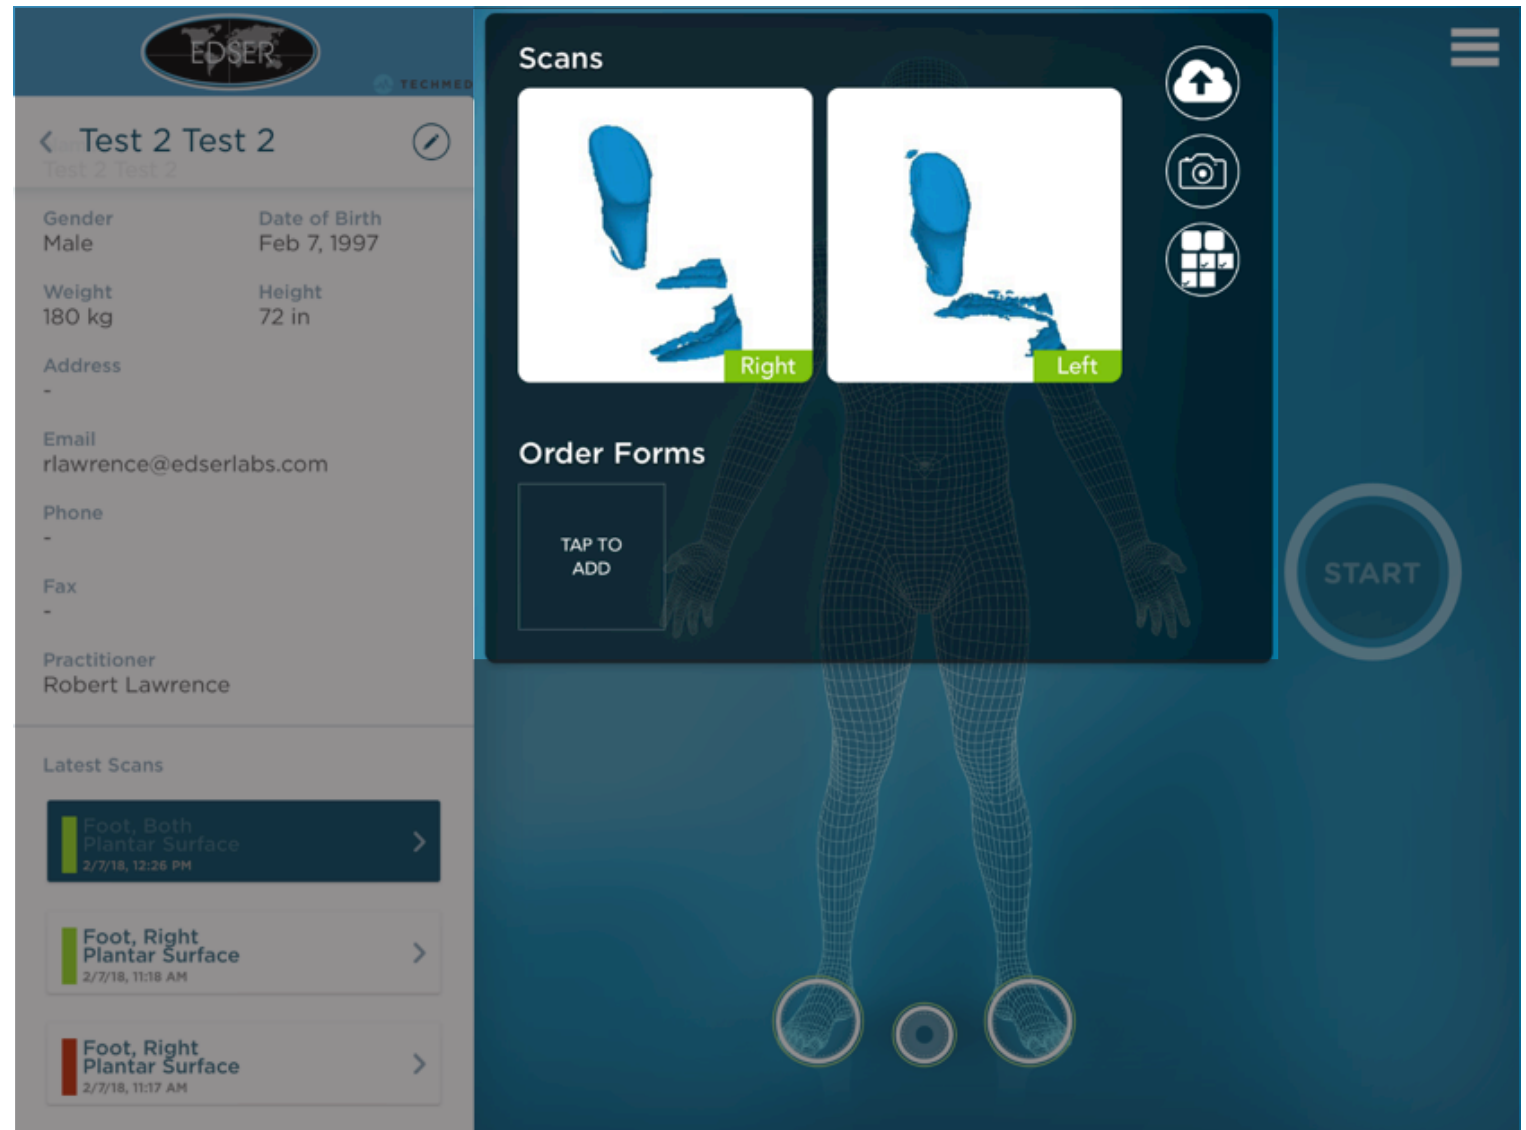 EDSER
TECHMED
Test 2 Test 2
Test 2 Test 2
Gender
Male
Date of Birth
Feb 7, 1997
Weight
180 kg
Height
72 in
Address
-
Email
rlawrence@edserlabs.com
Phone
-
Fax
-
Practitioner
Robert Lawrence
Latest Scans
Foot, Both
Plantar Surface
2/7/18, 12:26 PM
Foot, Right
Plantar Surface
2/7/18, 11:18 AM
Foot, Right
Plantar Surface
2/7/18, 11:17 AM
Scans
Right
Left
Order Forms
TAP TO
ADD
START